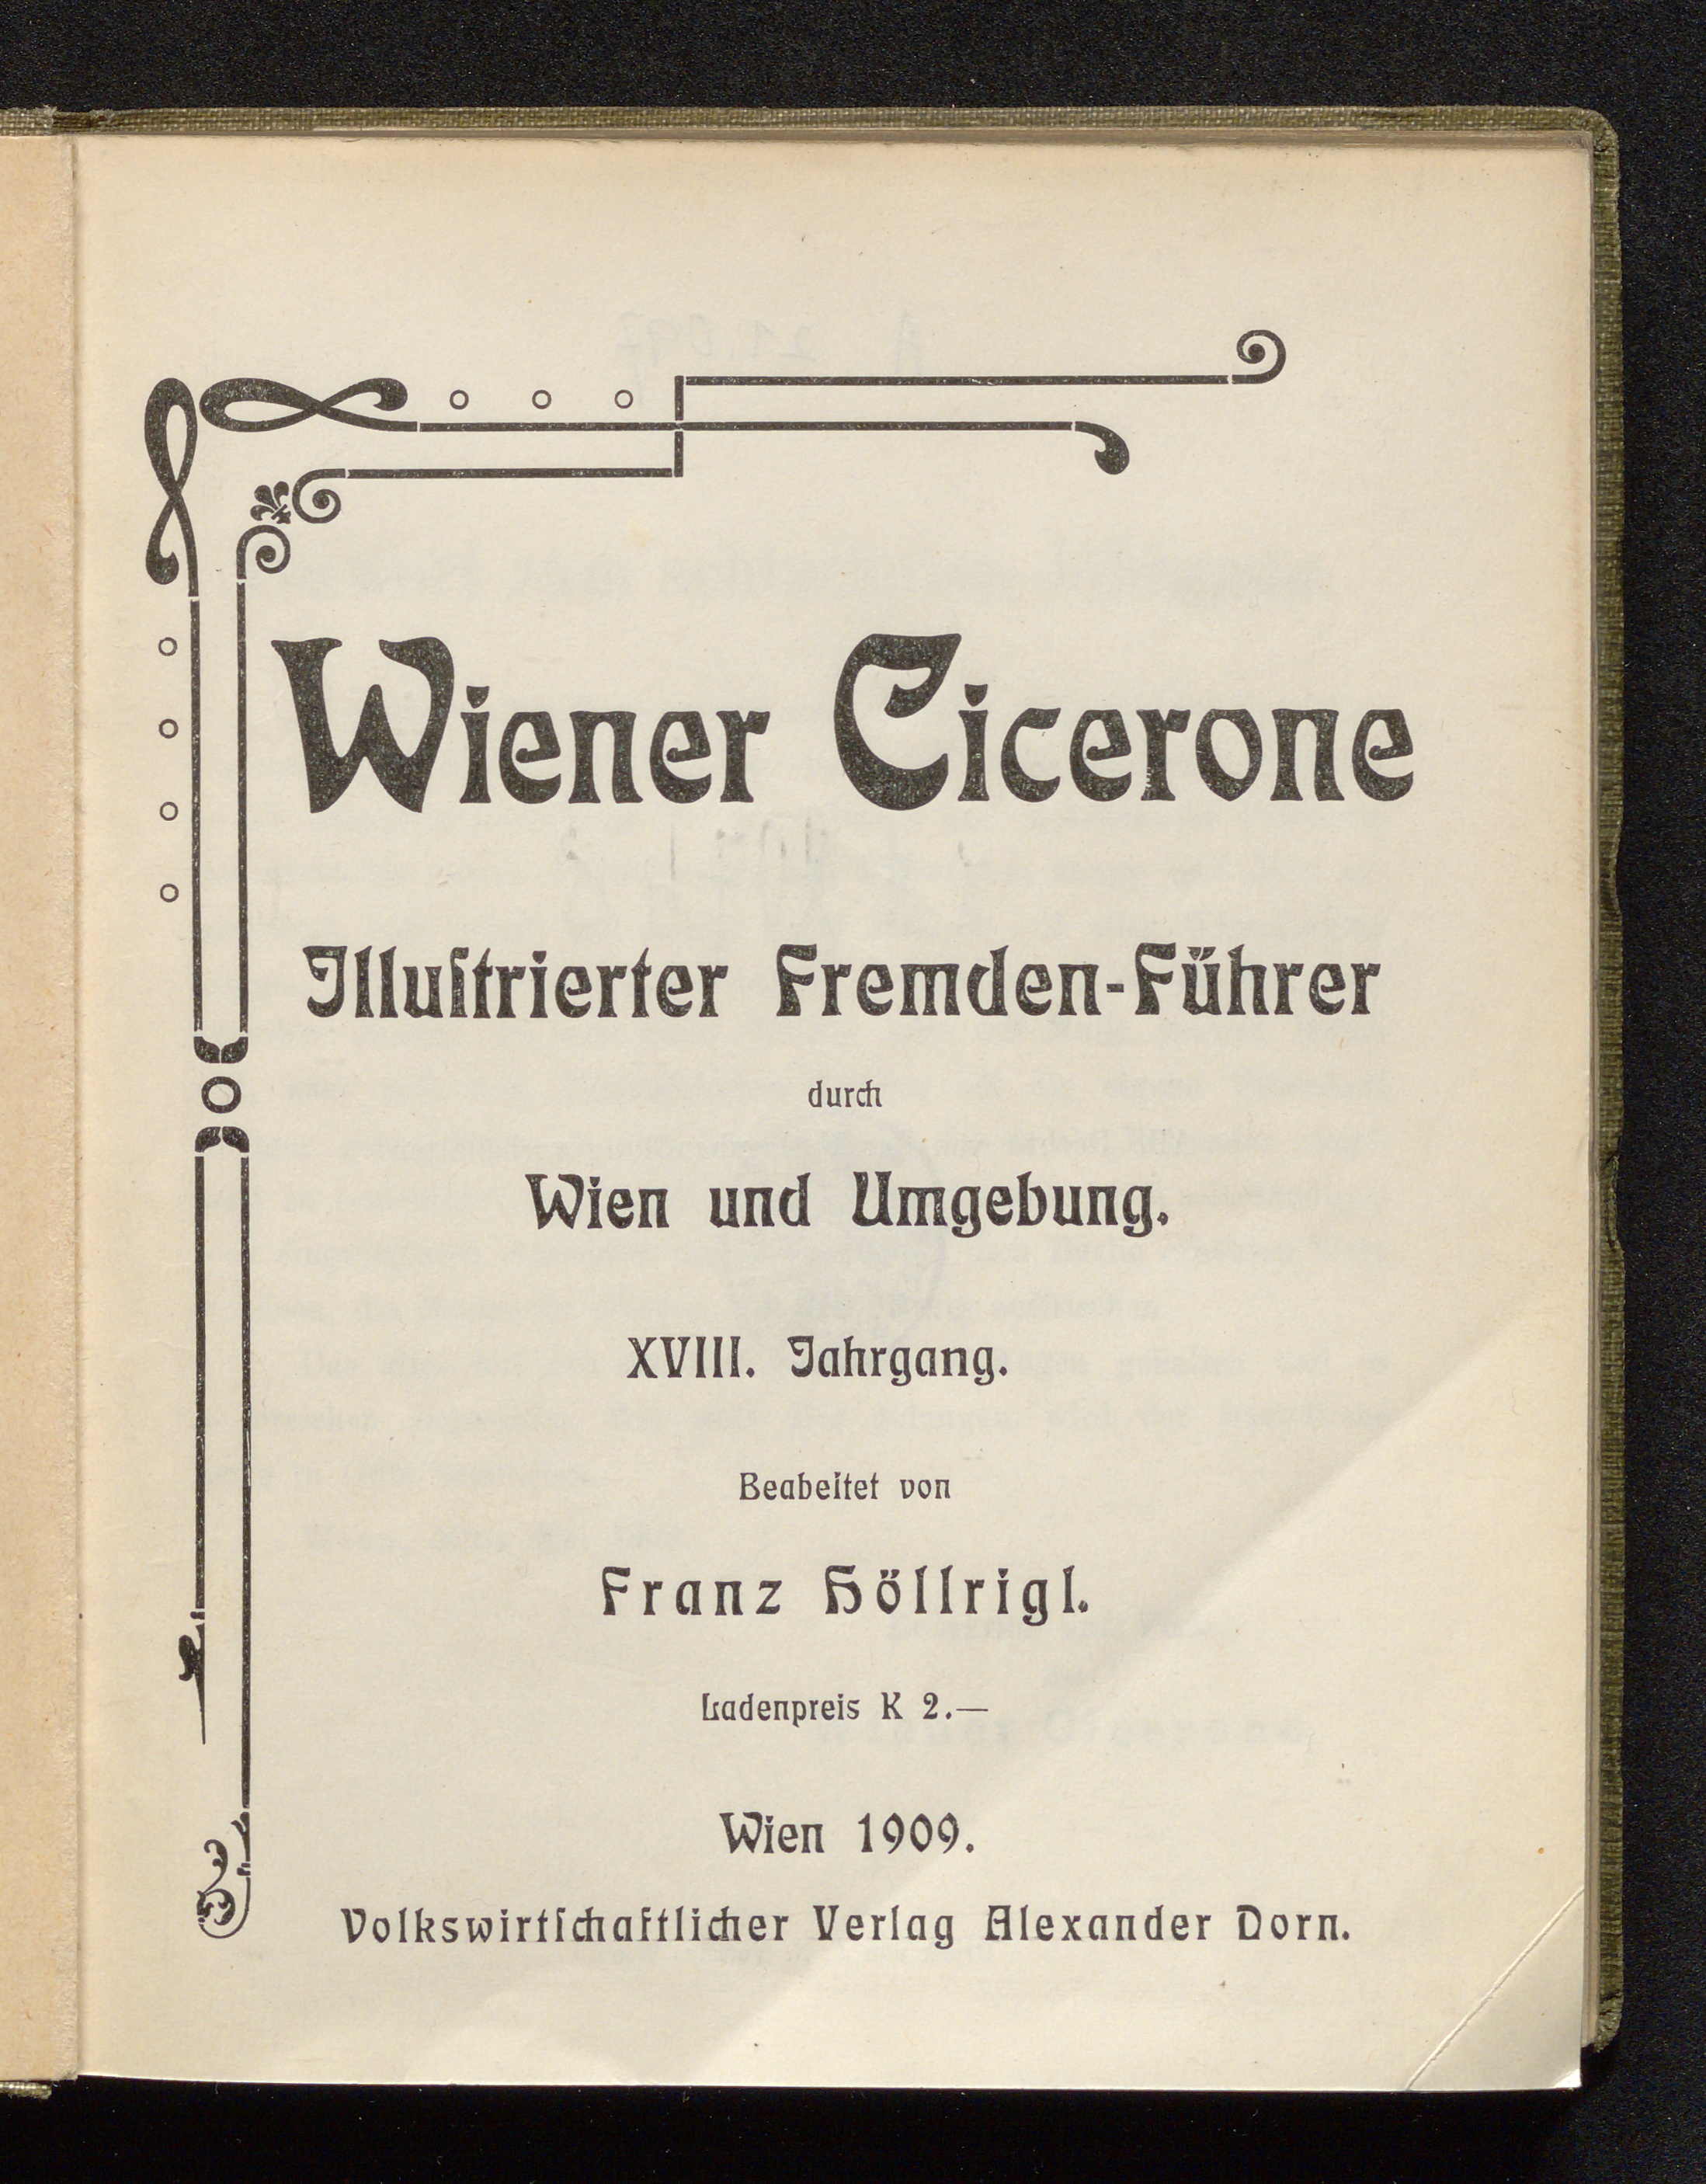 Wiener Cicerone
Illuſtrierter Fremden-Führer
durch
Wien und Umgebung.
XVIII. Jahrgang.
Beabeitet von
Franz Höllrigl.
Ladenpreis K 2.—
Wien 1909.
Volkswirtſchaftlicher Verlag Alexander Dorn.